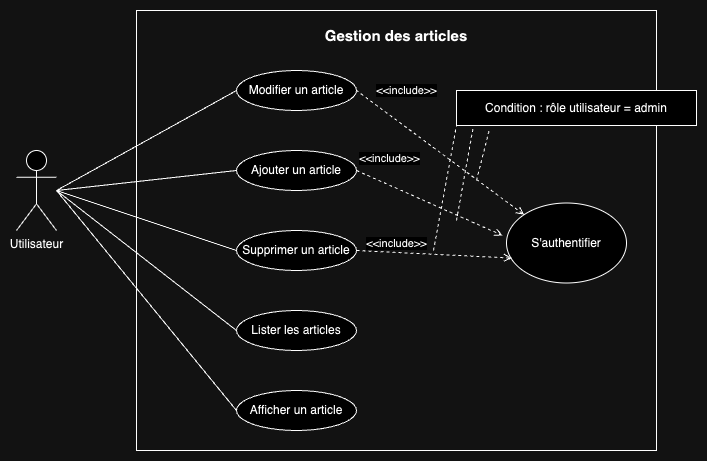 Gestion des articles
Modifier un article
<<include>>
Condition : rôle utilisateur = admin
Ajouter un article
<<include>>
Utilisateur
Supprimer un article
<<include>>
S'authentifier
Lister les articles
Afficher un article